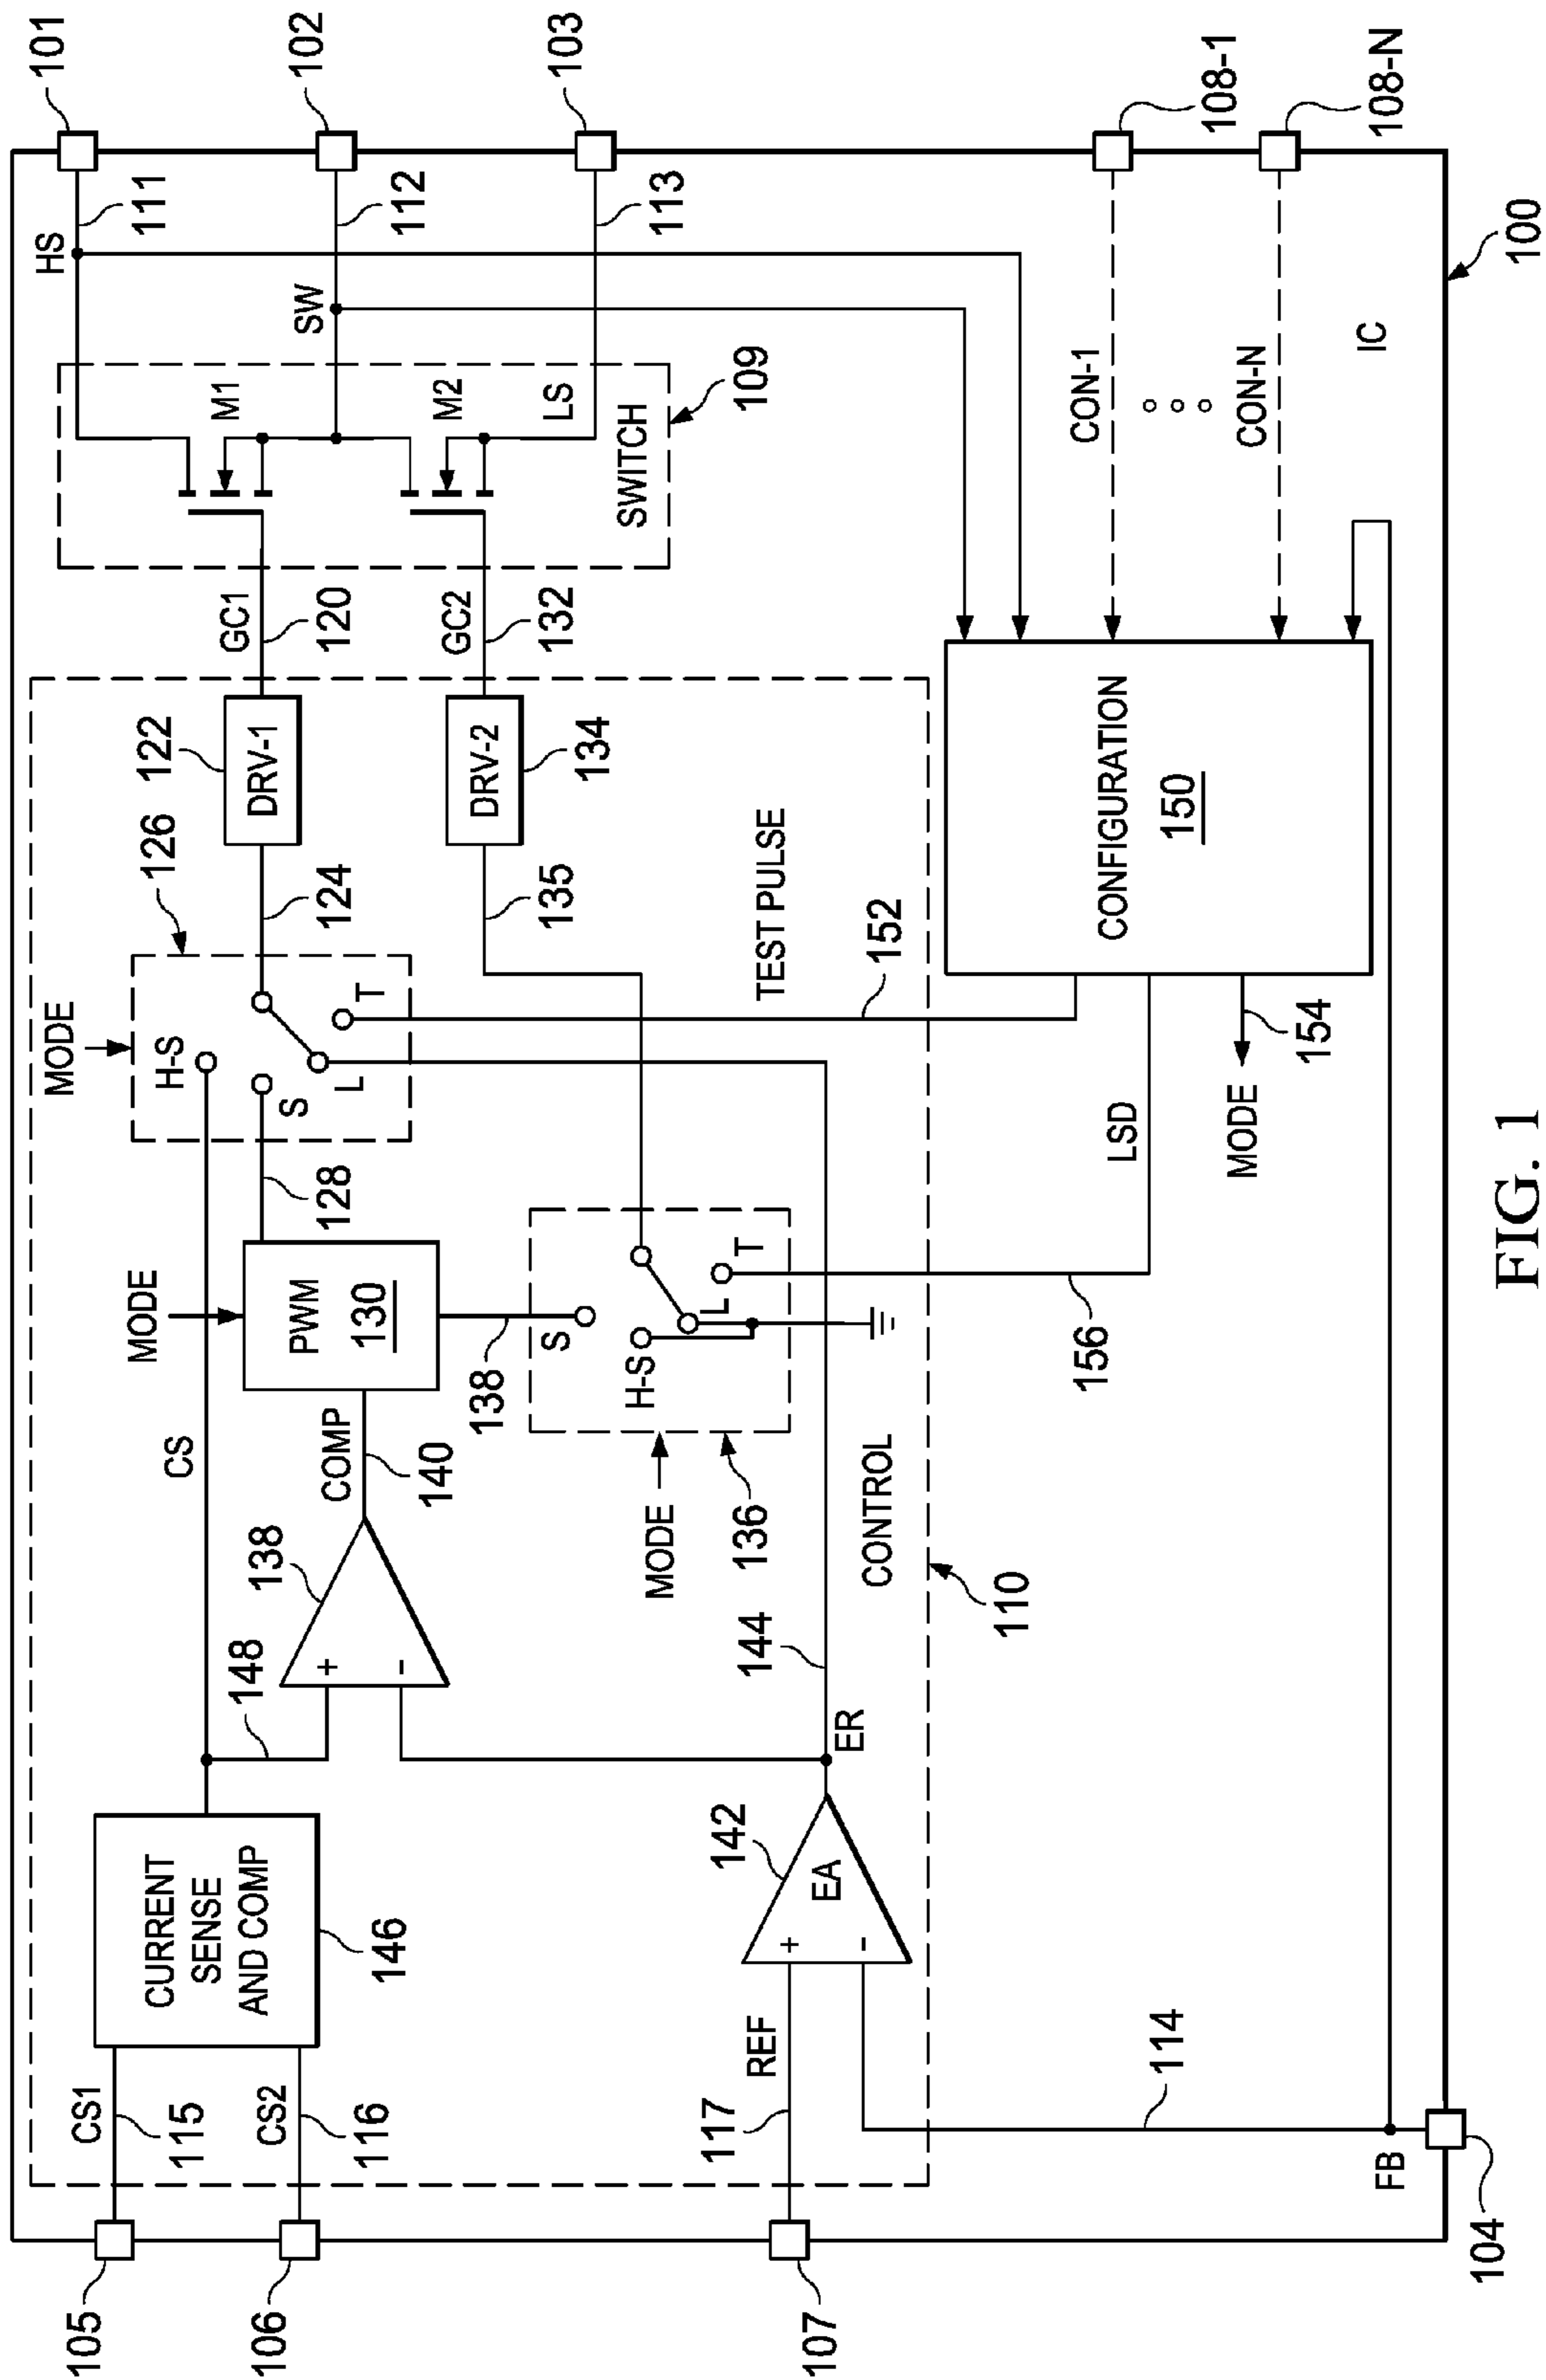 101
102
103
108-1
108-N
111
112
113
HS
SW
100
IC
CON-1
CON-N
M1
M2
LS
SWITCH
109
GC1
120
GC2
132
122
DRV-1
DRV-2
134
126
124
135
TEST PULSE
152
CONFIGURATION
150
MODE
H-S
S
L
T
154
MODE
LSD
128
MODE
PWM
130
138
S
H-S
L
T
156
CS
COMP
140
MODE
136
CONTROL
110
138
+
-
148
144
ER
CURRENT
SENSE
AND COMP
146
142
EA
+
-
CS1
115
CS2
116
REF
117
114
FB
105
106
107
104
FIG. 1